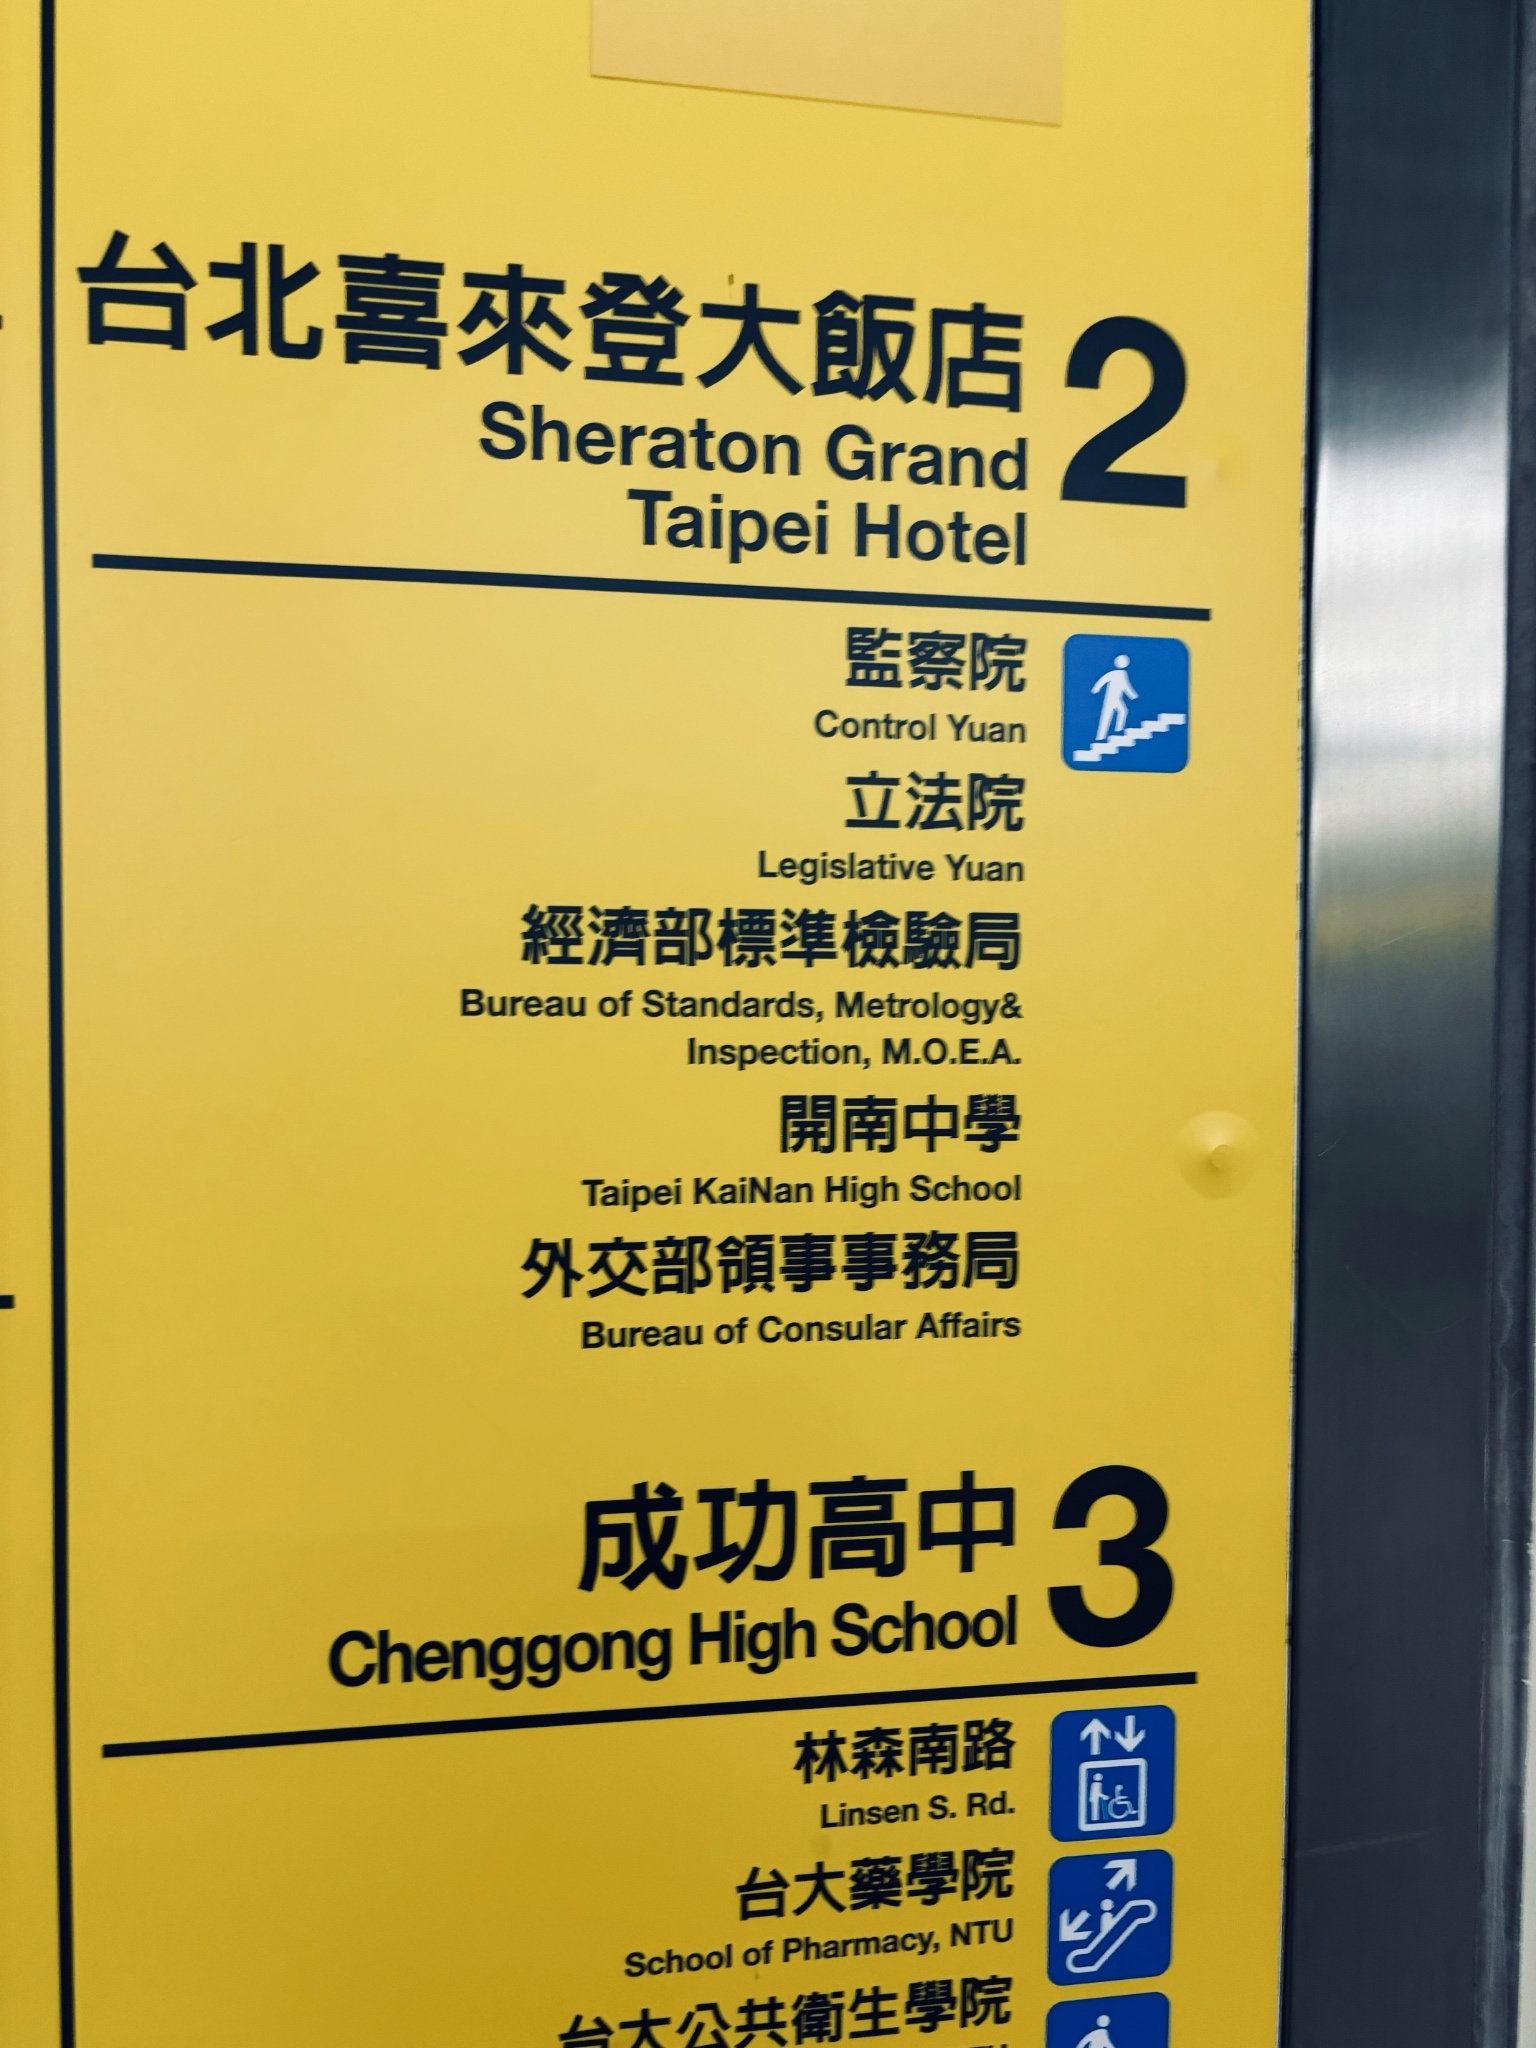 台北喜來登大飯店 2
Sheraton Grand
Taipei Hotel
監察院
Control Yuan
立法院
Legislative Yuan
經濟部標準檢驗局
Bureau of Standards, Metrology&
Inspection, M.O.E.A.
開南中學
Taipei KaiNan High School
外交部領事事務局
Bureau of Consular Affairs
成功高中 3
Chenggong High School
林森南路
Linsen S. Rd.
台大藥學院
School of Pharmacy, NTU
台大公共衛生學院